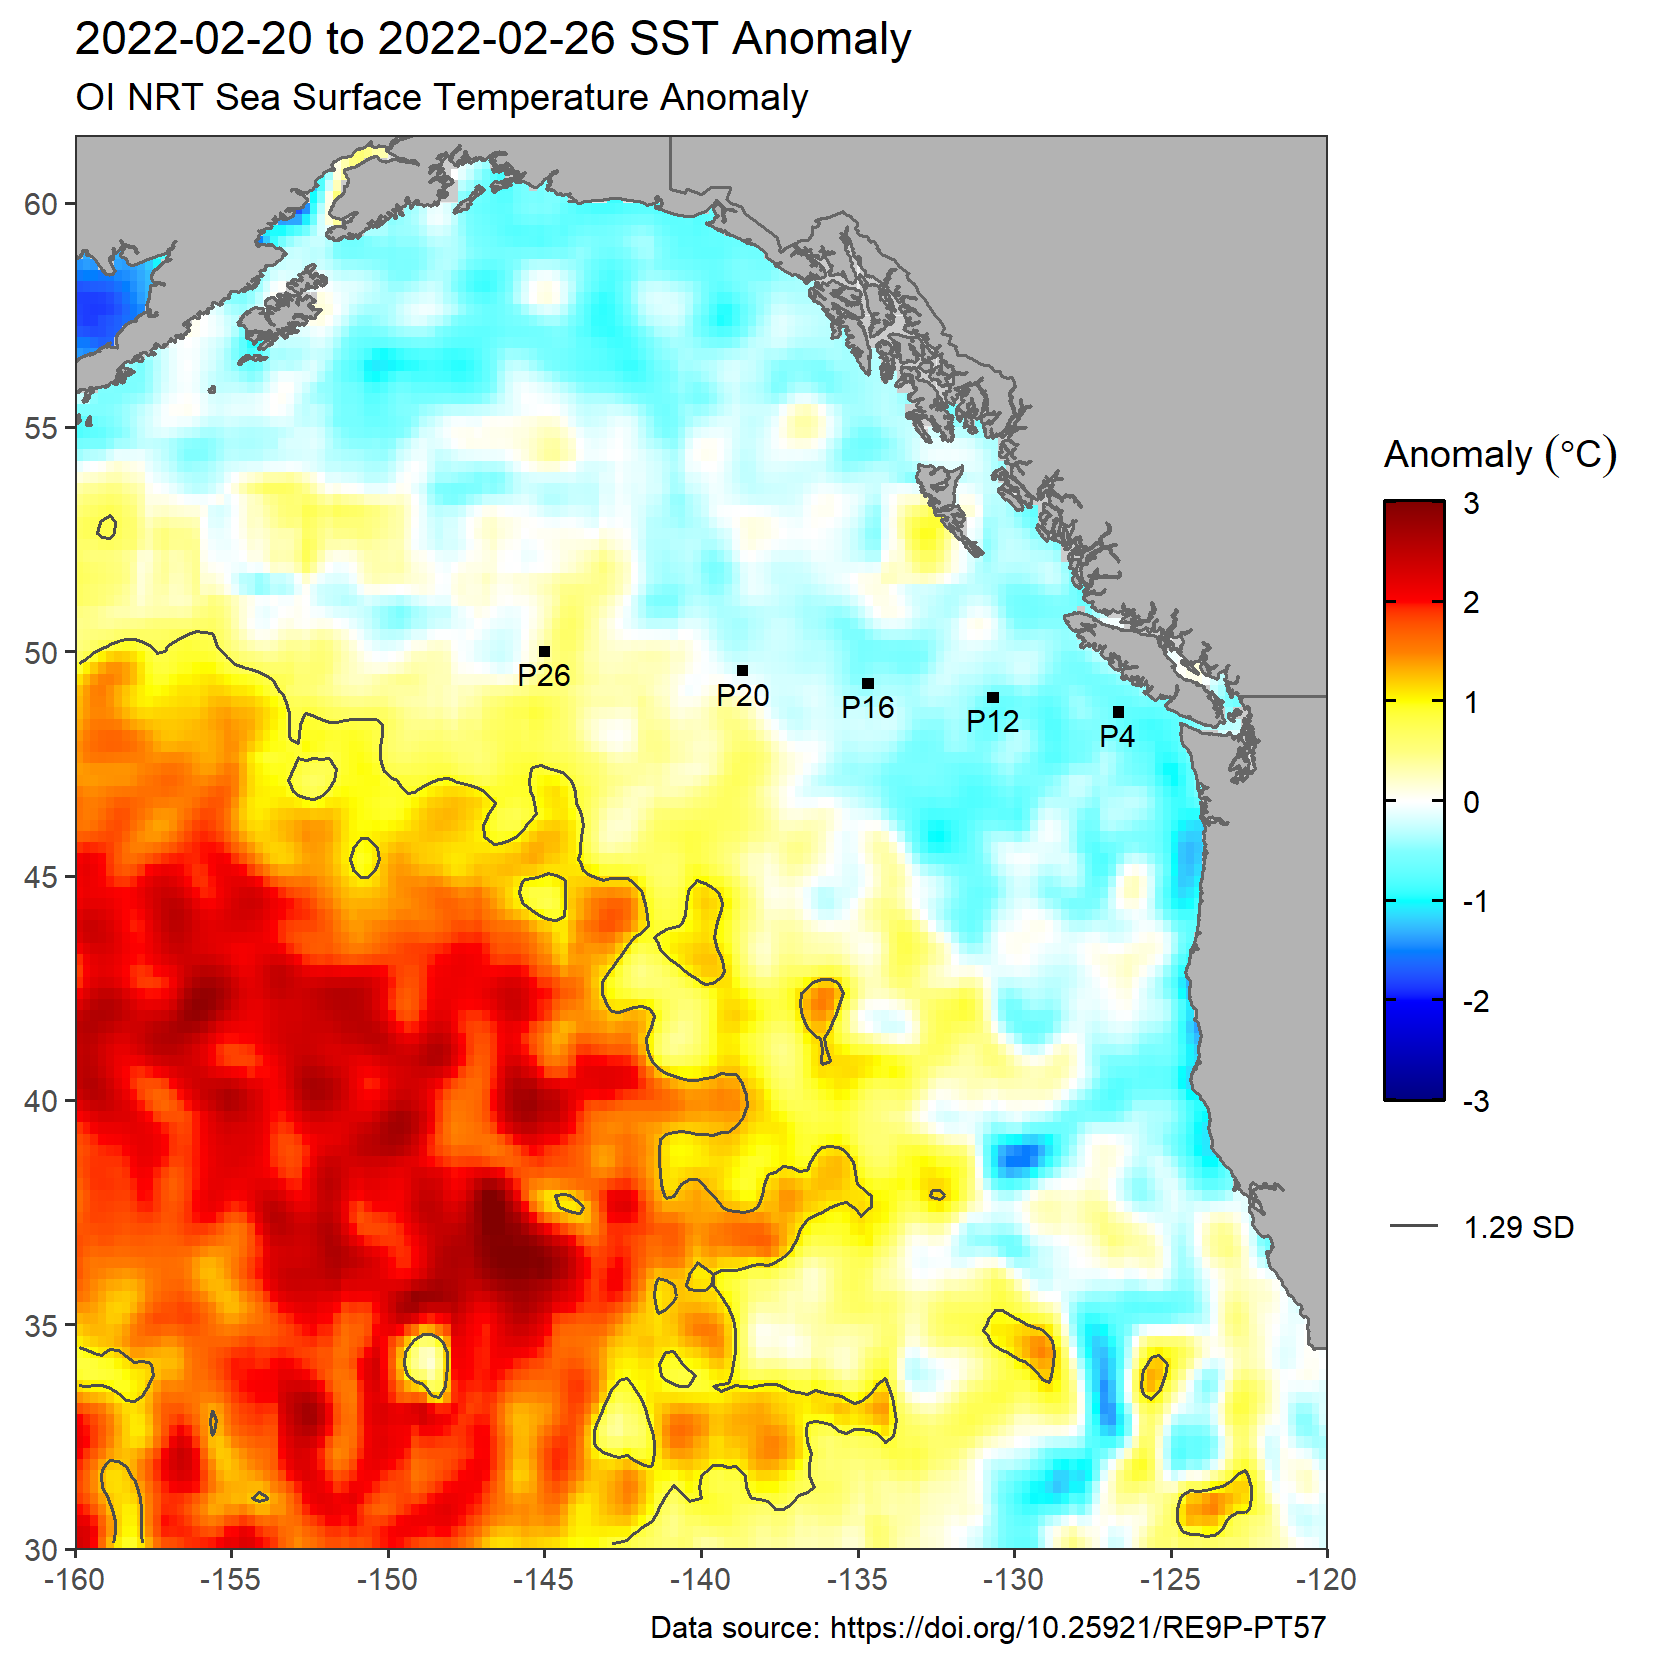 2022-02-20 to 2022-02-26 SST Anomaly
OI NRT Sea Surface Temperature Anomaly
60
55
50
45
40
35
30
-160
-155
-150
-145
-140
-135
-130
-125
-120
P26
P20
P16
P12
P4
Anomaly (°C)
3
2
1
0
-1
-2
-3
1.29 SD
Data source: https://doi.org/10.25921/RE9P-PT57